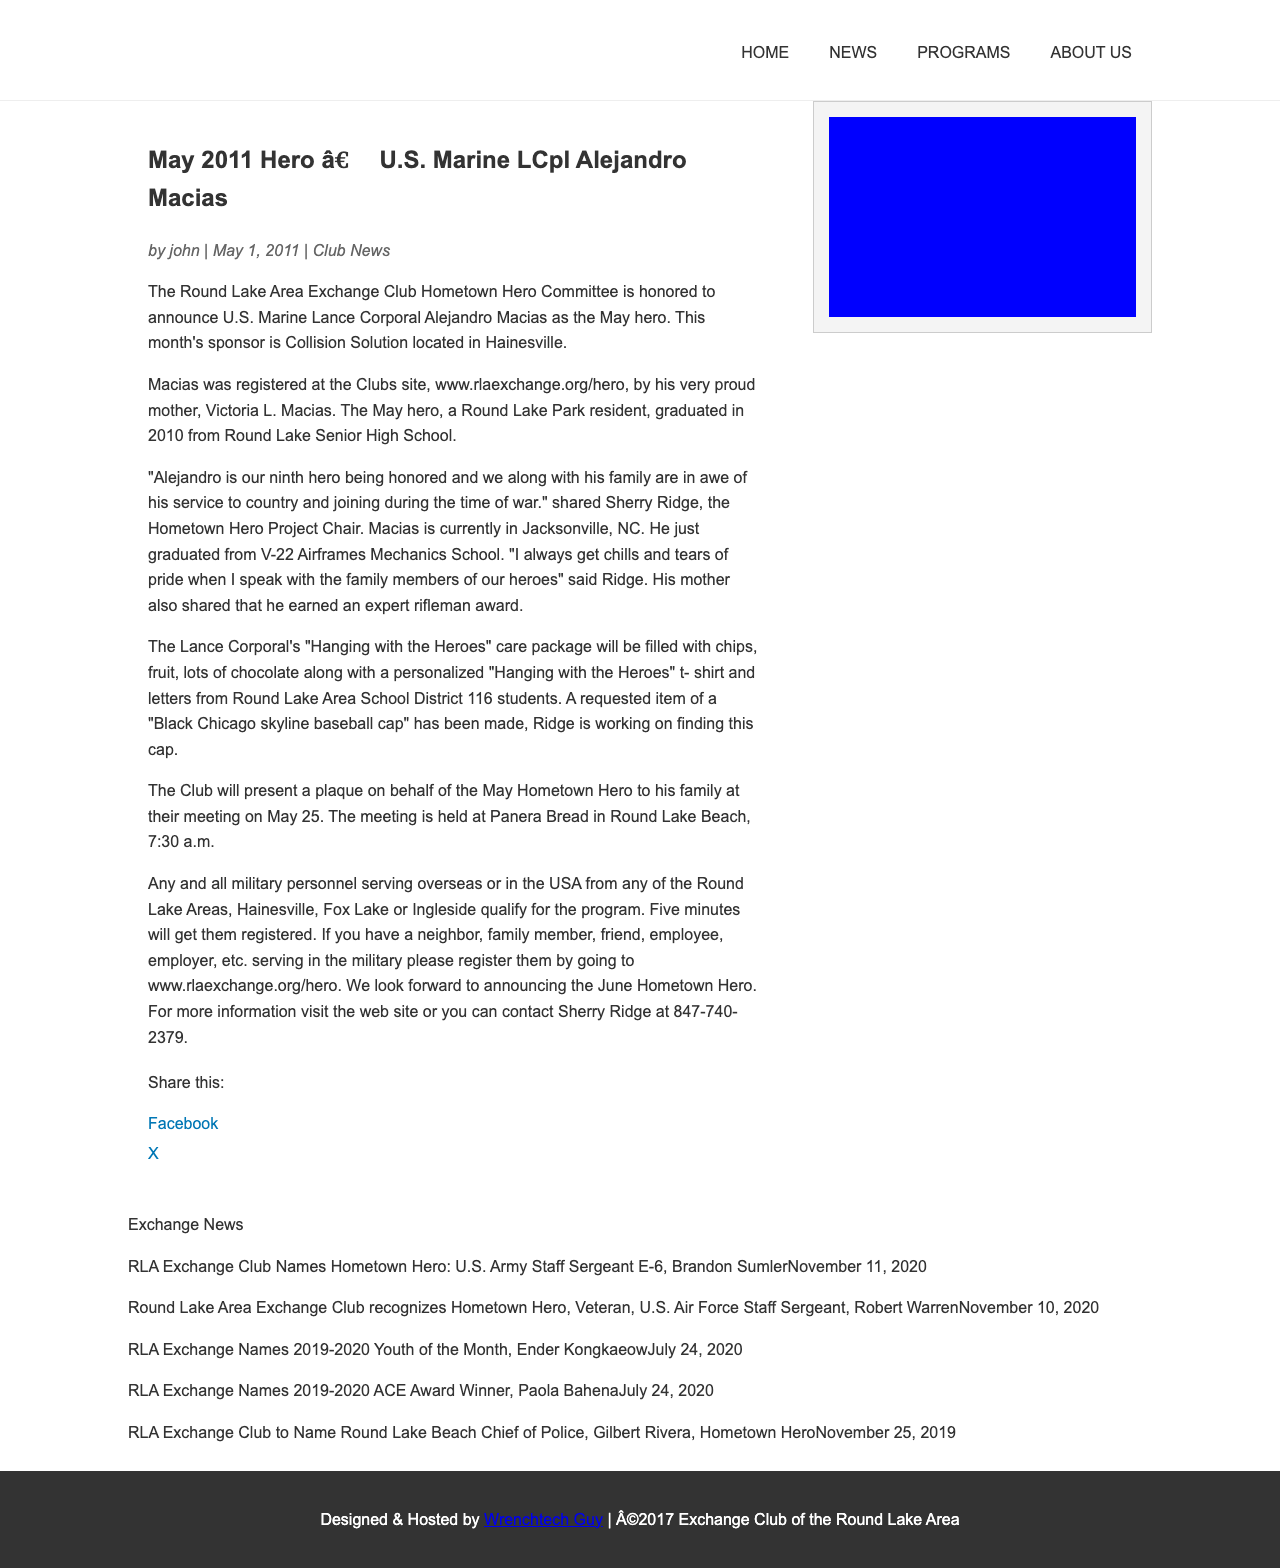 HOME NEWS PROGRAMS ABOUT US
May 2011 Hero â€ U.S. Marine LCpl Alejandro
Macias
by john | May 1, 2011 | Club News
The Round Lake Area Exchange Club Hometown Hero Committee is honored to
announce U.S. Marine Lance Corporal Alejandro Macias as the May hero. This
month's sponsor is Collision Solution located in Hainesville.
Macias was registered at the Clubs site, www.rlaexchange.org/hero, by his very proud
mother, Victoria L. Macias. The May hero, a Round Lake Park resident, graduated in
2010 from Round Lake Senior High School.
"Alejandro is our ninth hero being honored and we along with his family are in awe of
his service to country and joining during the time of war." shared Sherry Ridge, the
Hometown Hero Project Chair. Macias is currently in Jacksonville, NC. He just
graduated from V-22 Airframes Mechanics School. "I always get chills and tears of
pride when I speak with the family members of our heroes" said Ridge. His mother
also shared that he earned an expert rifleman award.
The Lance Corporal's "Hanging with the Heroes" care package will be filled with chips,
fruit, lots of chocolate along with a personalized "Hanging with the Heroes" t- shirt and
letters from Round Lake Area School District 116 students. A requested item of a
"Black Chicago skyline baseball cap" has been made, Ridge is working on finding this
cap.
The Club will present a plaque on behalf of the May Hometown Hero to his family at
their meeting on May 25. The meeting is held at Panera Bread in Round Lake Beach,
7:30 a.m.
Any and all military personnel serving overseas or in the USA from any of the Round
Lake Areas, Hainesville, Fox Lake or Ingleside qualify for the program. Five minutes
will get them registered. If you have a neighbor, family member, friend, employee,
employer, etc. serving in the military please register them by going to
www.rlaexchange.org/hero. We look forward to announcing the June Hometown Hero.
For more information visit the web site or you can contact Sherry Ridge at 847-740-
2379.
Share this:
Facebook
X
Exchange News
RLA Exchange Club Names Hometown Hero: U.S. Army Staff Sergeant E-6, Brandon SumlerNovember 11, 2020
Round Lake Area Exchange Club recognizes Hometown Hero, Veteran, U.S. Air Force Staff Sergeant, Robert WarrenNovember 10, 2020
RLA Exchange Names 2019-2020 Youth of the Month, Ender KongkaeowJuly 24, 2020
RLA Exchange Names 2019-2020 ACE Award Winner, Paola BahenaJuly 24, 2020
RLA Exchange Club to Name Round Lake Beach Chief of Police, Gilbert Rivera, Hometown HeroNovember 25, 2019
Designed & Hosted by Wrenchtech Guy | Â©2017 Exchange Club of the Round Lake Area